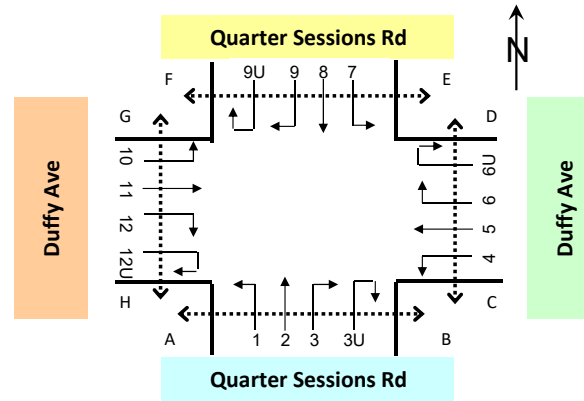 Quarter Sessions Rd
N
F
9U 9 8 7
E
G
D
10
11
12
12U
6U
6
5
4
Duffy Ave
Duffy Ave
H
C
A
1 2 3 3U
B
Quarter Sessions Rd